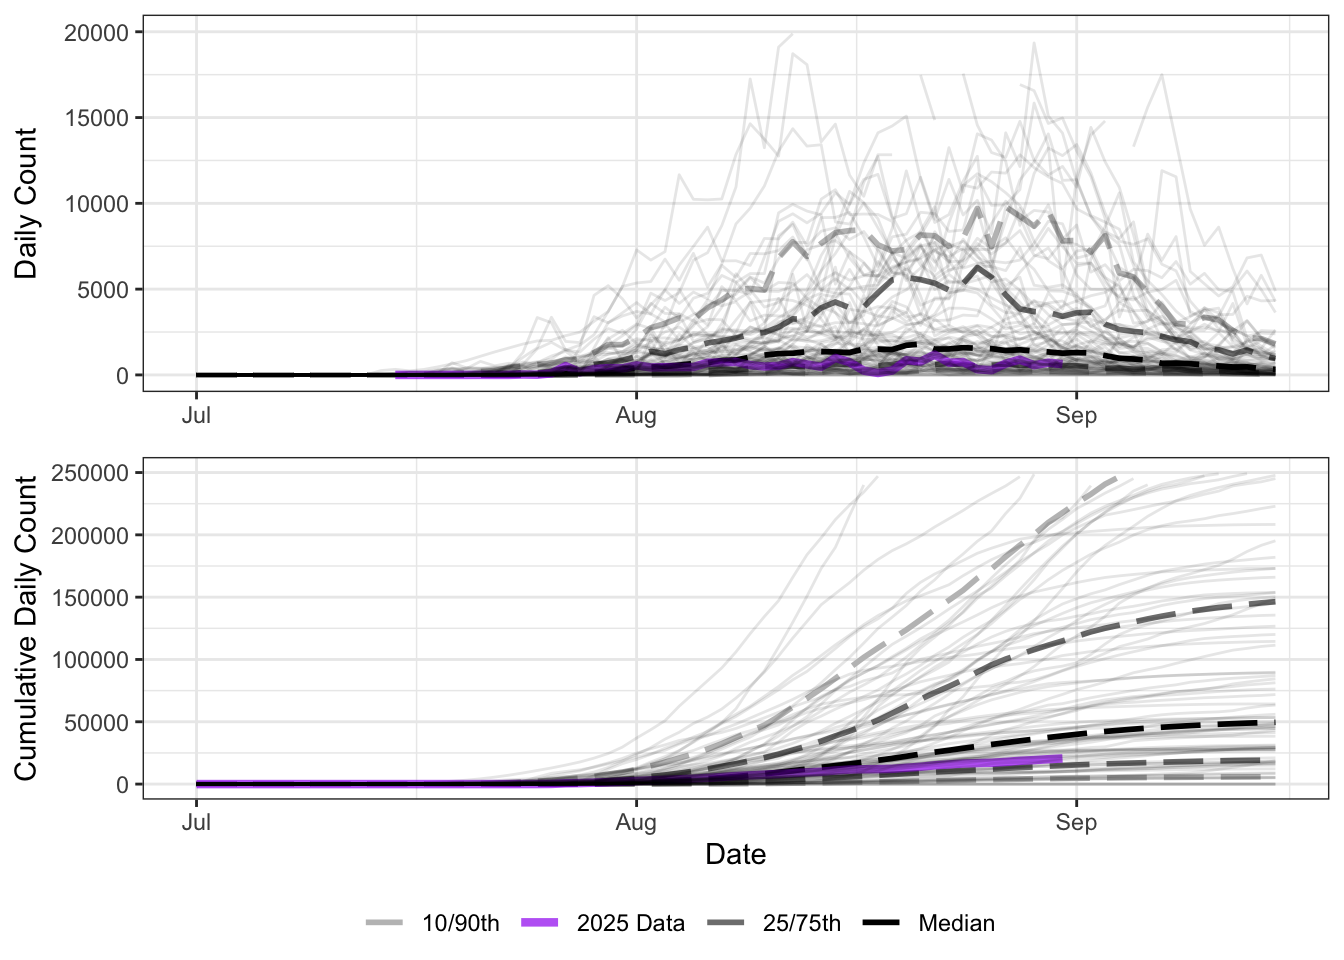 20000
15000
10000
5000
0
Daily Count
Jul
Aug
Sep
250000
200000
150000
100000
50000
0
Cumulative Daily Count
Jul
Aug
Sep
Date
10/90th
2025 Data
25/75th
Median